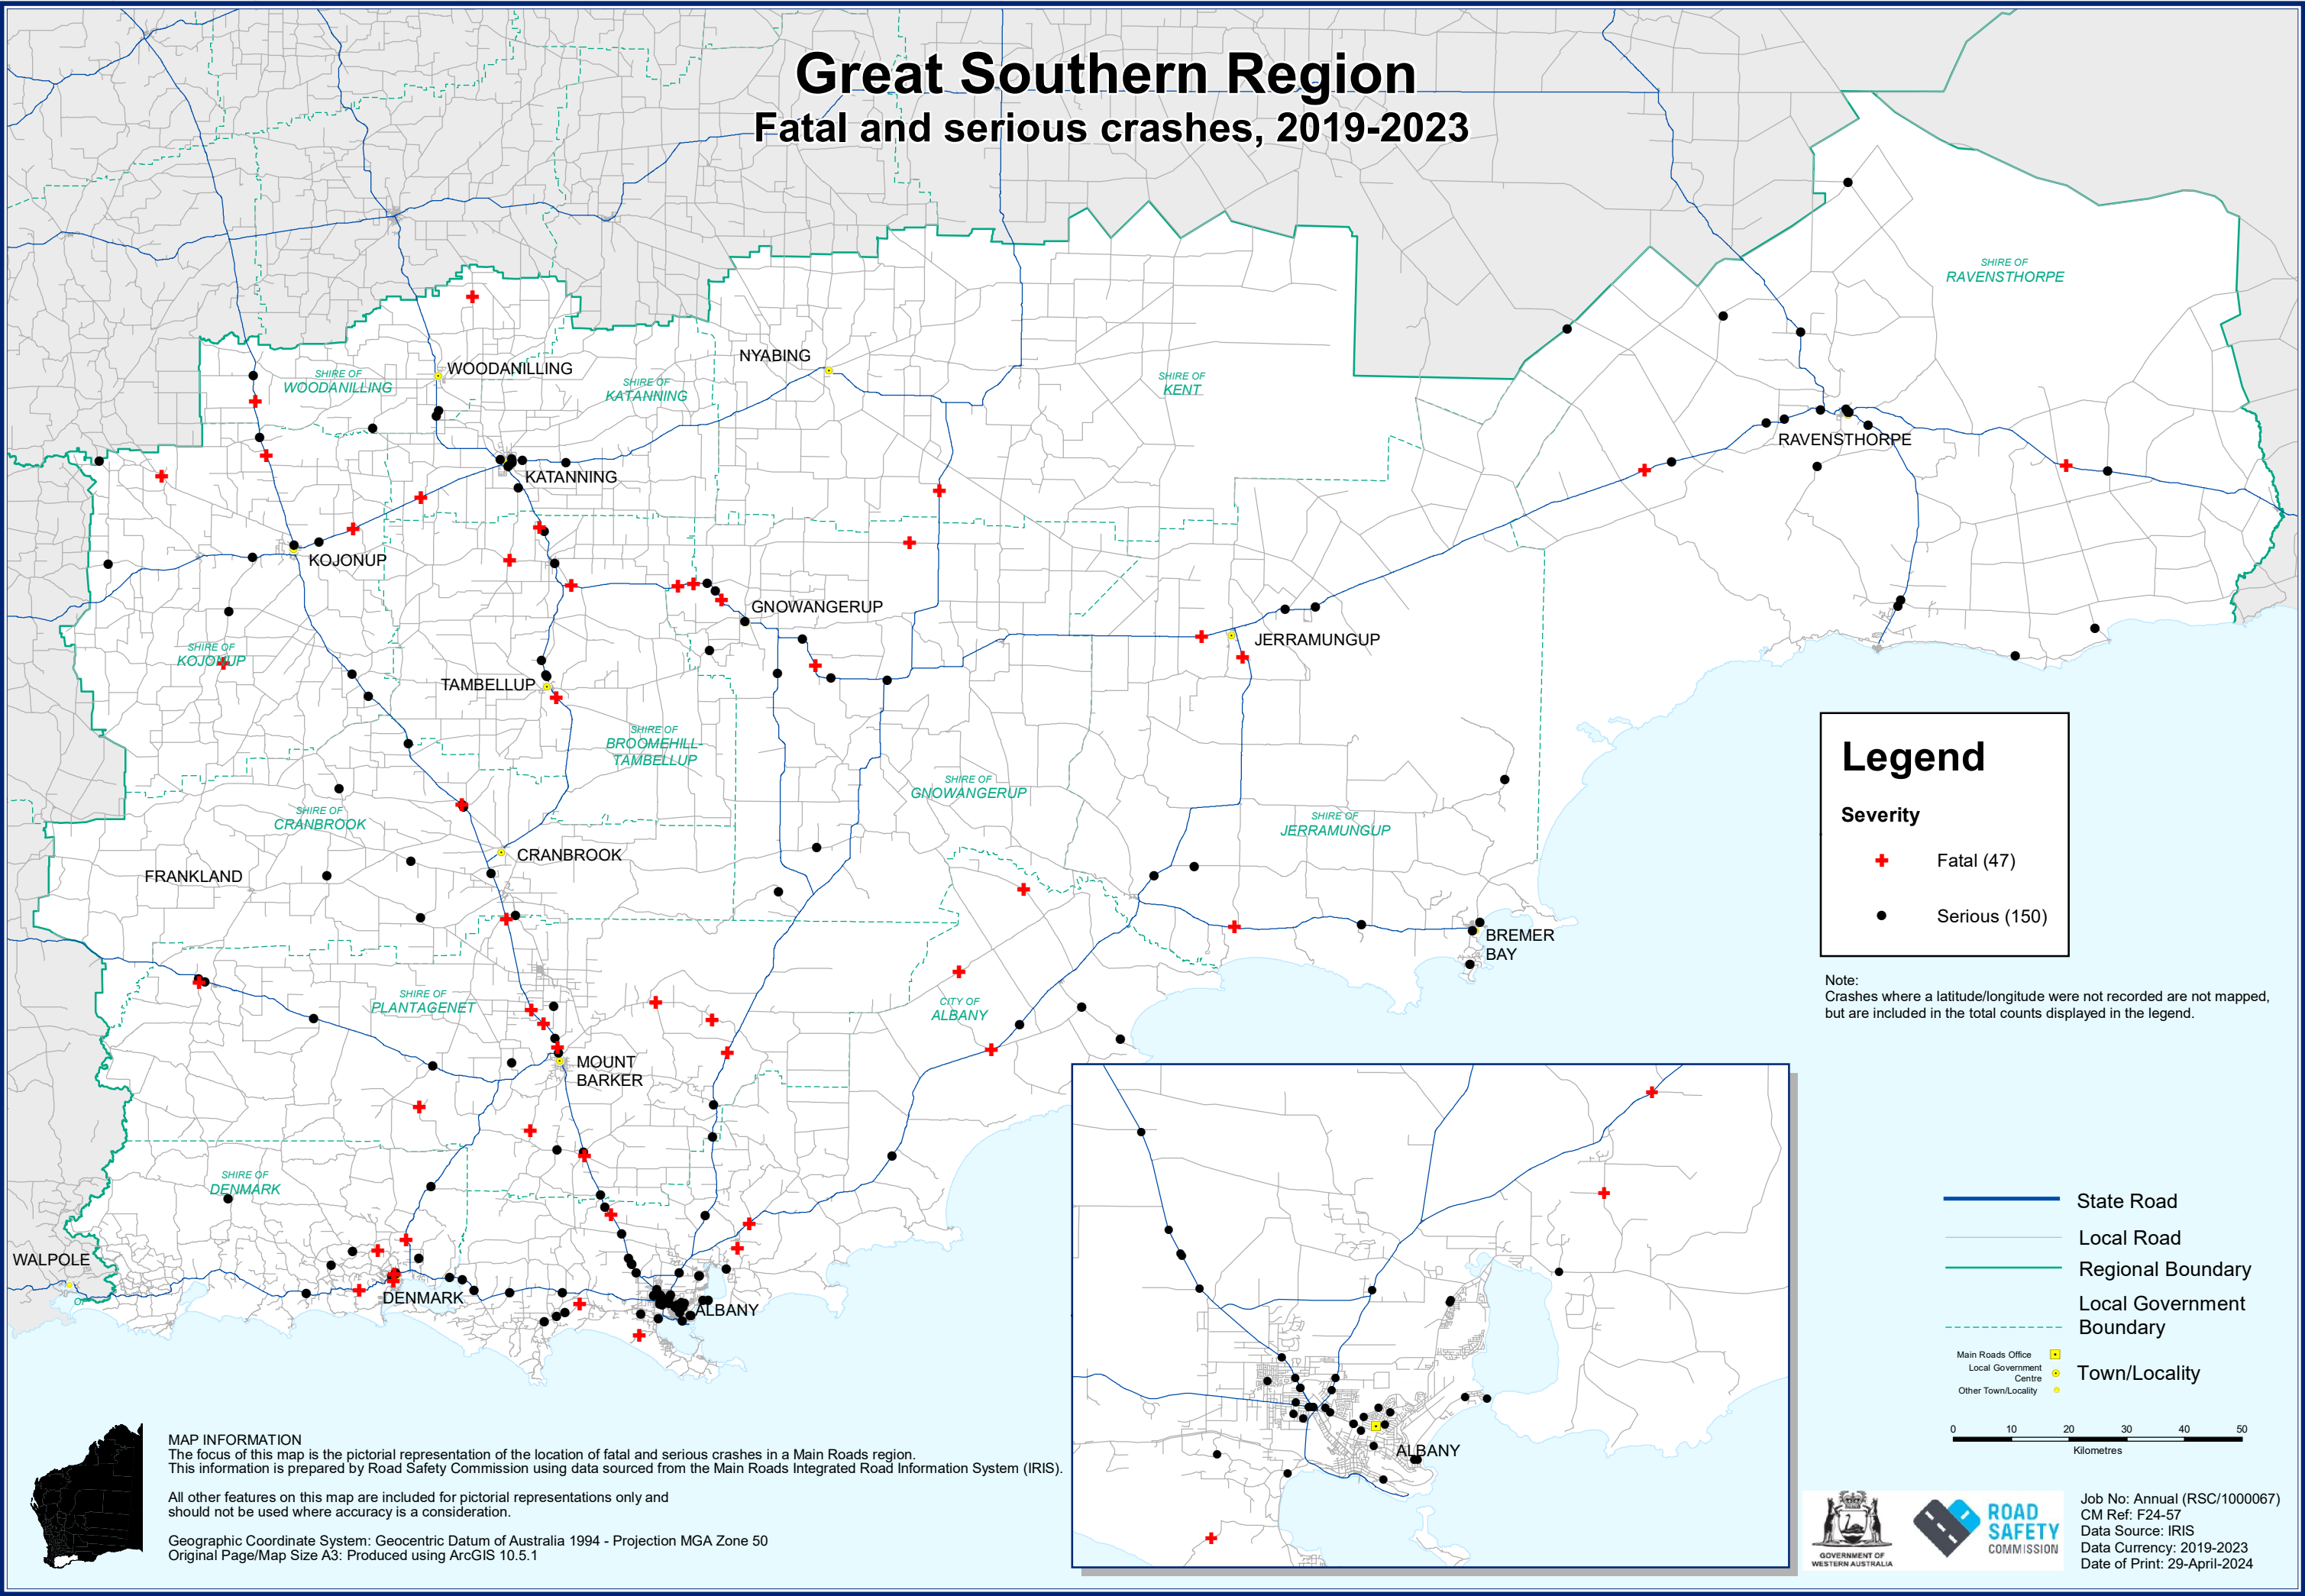 Great Southern Region
Fatal and serious crashes, 2019-2023
SHIRE OF
RAVENSTHORPE
NYABING
WOODANILLING
SHIRE OF
WOODANILLING
SHIRE OF
KATANNING
SHIRE OF
KENT
RAVENSTHORPE
KATANNING
KOJONUP
GNOWANGERUP
JERRAMUNGUP
SHIRE OF
KOJONUP
TAMBELLUP
SHIRE OF
BROOMEHILL-
TAMBELLUP
SHIRE OF
GNOWANGERUP
SHIRE OF
CRANBROOK
SHIRE OF
JERRAMUNGUP
CRANBROOK
FRANKLAND
BREMER
BAY
SHIRE OF
PLANTAGENET
CITY OF
ALBANY
MOUNT
BARKER
SHIRE OF
DENMARK
WALPOLE
DENMARK
ALBANY
ALBANY
Legend
Severity
Fatal (47)
Serious (150)
Note:
Crashes where a latitude/longitude were not recorded are not mapped,
but are included in the total counts displayed in the legend.
State Road
Local Road
Regional Boundary
Local Government
Boundary
Main Roads Office
Local Government
Centre
Other Town/Locality
Town/Locality
0 10 20 30 40 50
Kilometres
MAP INFORMATION
The focus of this map is the pictorial representation of the location of fatal and serious crashes in a Main Roads region.
This information is prepared by Road Safety Commission using data sourced from the Main Roads Integrated Road Information System (IRIS).
All other features on this map are included for pictorial representations only and
should not be used where accuracy is a consideration.
Geographic Coordinate System: Geocentric Datum of Australia 1994 - Projection MGA Zone 50
Original Page/Map Size A3: Produced using ArcGIS 10.5.1
GOVERNMENT OF
WESTERN AUSTRALIA
ROAD
SAFETY
COMMISSION
Job No: Annual (RSC/1000067)
CM Ref: F24-57
Data Source: IRIS
Data Currency: 2019-2023
Date of Print: 29-April-2024